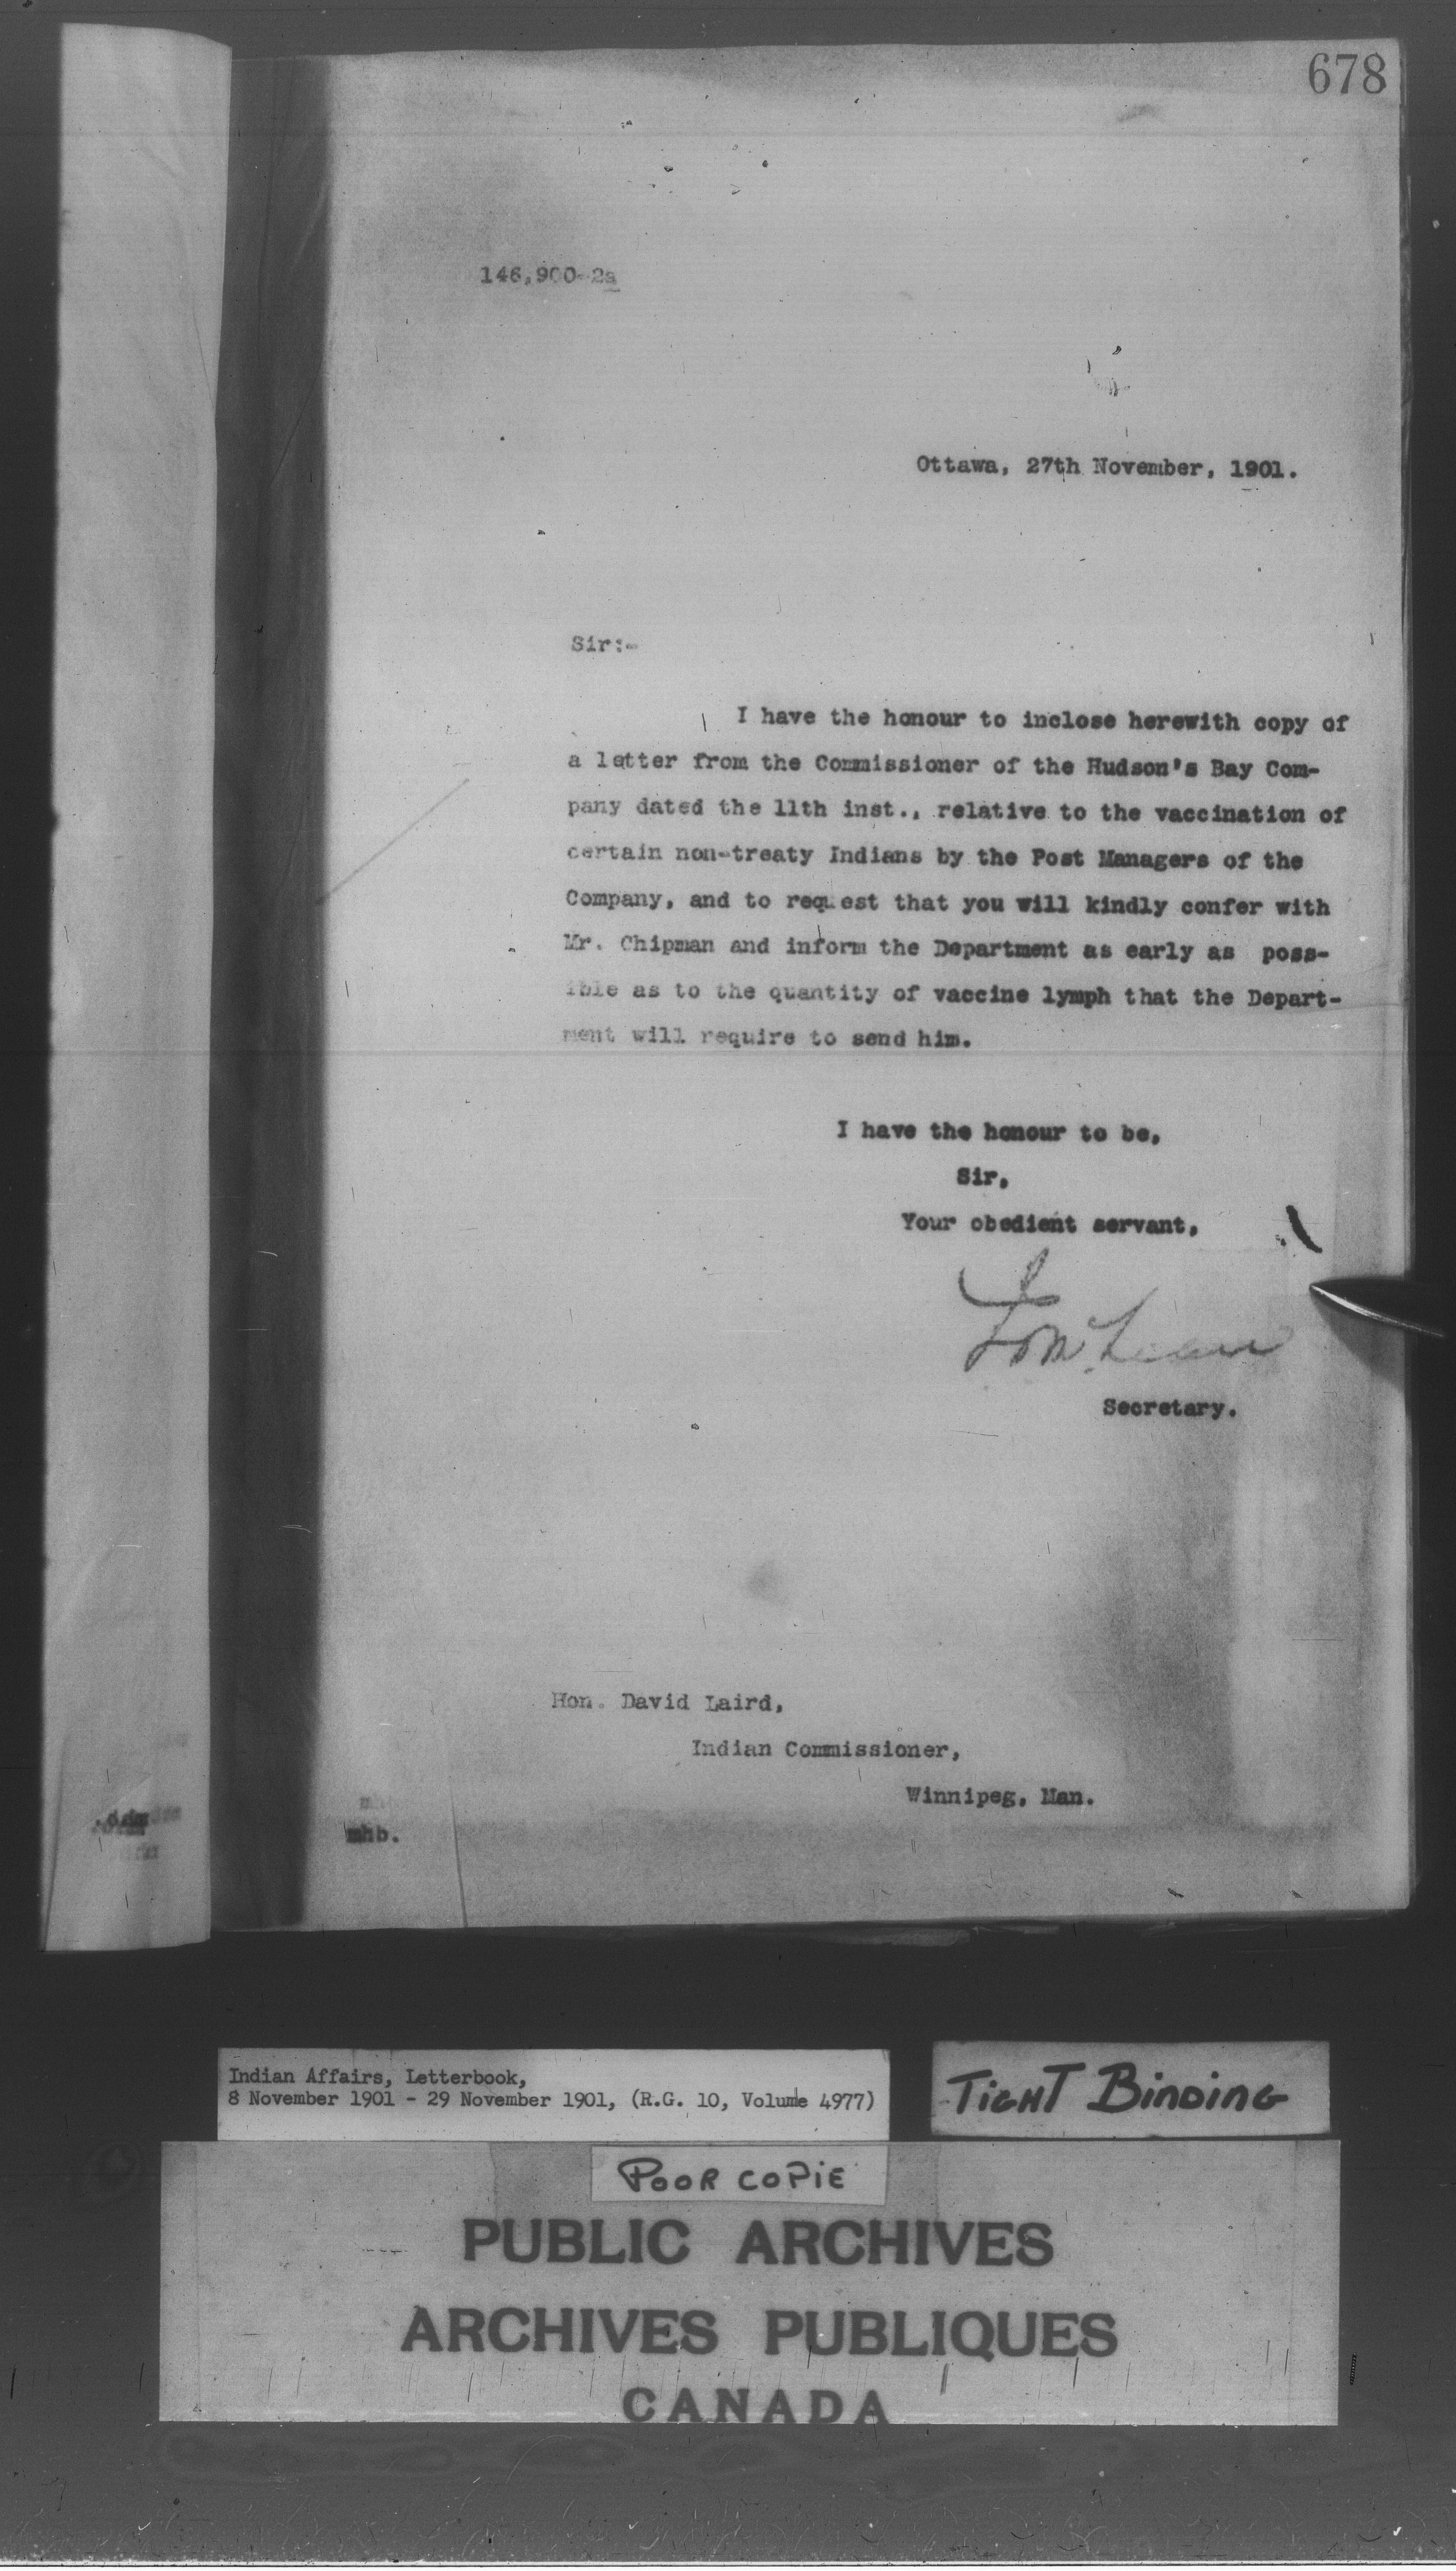 678
146,900-2a
Ottawa, 27th November, 1901.
Sir:-
I have the honour to inclose herewith copy of
a letter from the Commissioner of the Hudson's Bay Com-
pany dated the 11th inst., relative to the vaccination of
certain non-treaty Indians by the Post Managers of the
Company, and to request that you will kindly confer with
Mr. Chipman and inform the Department as early as poss-
ible as to the quantity of vaccine lymph that the Depart-
ment will require to send him.
I have the honour to be,
Sir,
Your obedient servant,
Secretary.
Hon. David Laird,
Indian Commissioner,
Winnipeg, Man.
mhb.
Indian Affairs, Letterbook,
8 November 1901 - 29 November 1901, (R.G. 10, Volume 4977)
TIGHT BINDING
POOR COPIE
PUBLIC ARCHIVES
ARCHIVES PUBLIQUES
CANADA